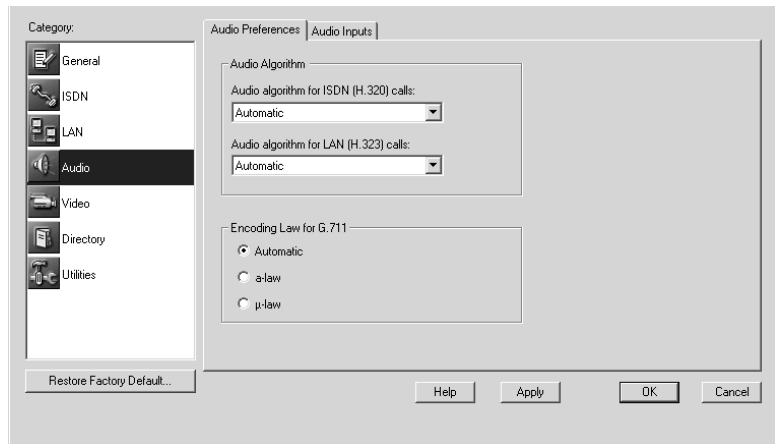 Category:
General
ISDN
LAN
Audio
Video
Directory
Utilities
Restore Factory Default...
Audio Preferences
Audio Inputs
Audio Algorithm
Audio algorithm for ISDN (H.320) calls:
Automatic
Audio algorithm for LAN (H.323) calls:
Automatic
Encoding Law for G.711
Automatic
a-law
µ-law
Help
Apply
OK
Cancel